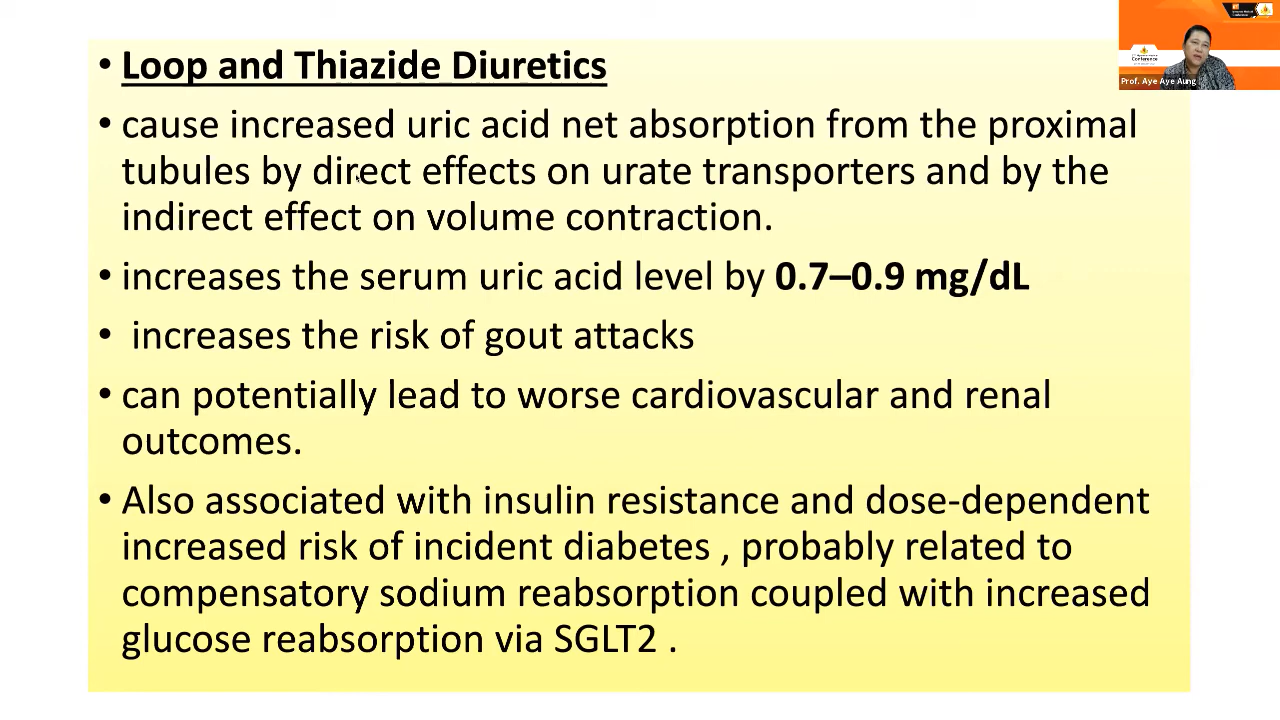 • Loop and Thiazide Diuretics
• cause increased uric acid net absorption from the proximal
tubules by direct effects on urate transporters and by the
indirect effect on volume contraction.
• increases the serum uric acid level by 0.7–0.9 mg/dL
• increases the risk of gout attacks
• can potentially lead to worse cardiovascular and renal
outcomes.
• Also associated with insulin resistance and dose-dependent
increased risk of incident diabetes , probably related to
compensatory sodium reabsorption coupled with increased
glucose reabsorption via SGLT2 .
Conference
Prof. Aye Aye Aung